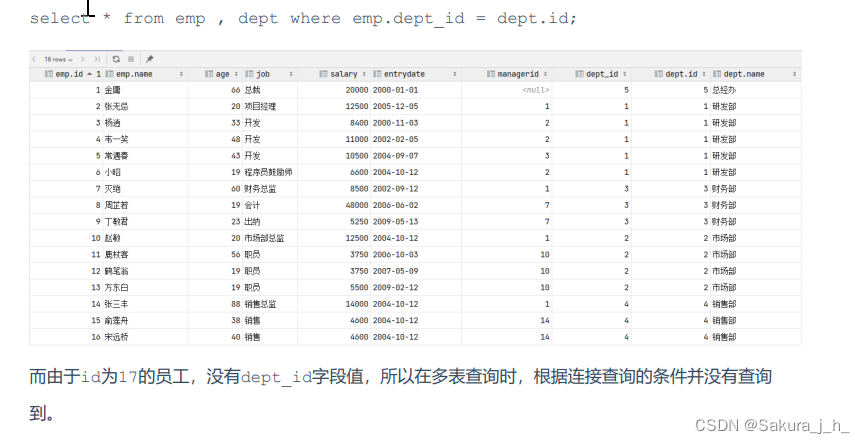 select * from emp , dept where emp.dept_id = dept.id;
16 rows
emp.id 1 emp.name age job salary entrydate managerid dept_id dept.id dept.name
1 金庸 66 总裁 20000 2000-01-01 <null> 5 5 总经办
2 张无忌 20 项目经理 12500 2005-12-05 1 1 1 研发部
3 杨逍 33 开发 8400 2000-11-03 2 1 1 研发部
4 韦一笑 48 开发 11000 2002-02-05 2 1 1 研发部
5 常遇春 43 开发 10500 2004-09-07 3 1 1 研发部
6 小昭 19 程序员鼓励师 6600 2004-10-12 2 1 1 研发部
7 灭绝 60 财务总监 8500 2002-09-12 1 3 3 财务部
8 周芷若 19 会计 48000 2006-06-02 7 3 3 财务部
9 丁敏君 23 出纳 5250 2009-05-13 7 3 3 财务部
10 赵敏 20 市场部总监 12500 2004-10-12 1 2 2 市场部
11 鹿杖客 56 职员 3750 2006-10-03 10 2 2 市场部
12 鹤笔翁 19 职员 3750 2007-05-09 10 2 2 市场部
13 方东白 19 职员 5500 2009-02-12 10 2 2 市场部
14 张三丰 88 销售总监 14000 2004-10-12 1 4 4 销售部
15 俞莲舟 38 销售 4600 2004-10-12 14 4 4 销售部
16 宋远桥 40 销售 4600 2004-10-12 14 4 4 销售部
而由于id为17的员工，没有dept_id字段值，所以在多表查询时，根据连接查询的条件并没有查询
到。
CSDN @Sakura_j_h_